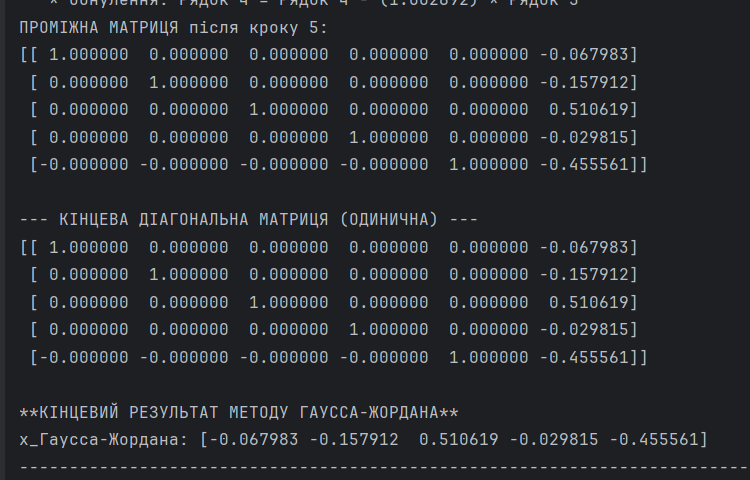 * Обнулення: Рядок 4 = Рядок 4 - (1.002892) * Рядок 5
ПРОМІЖНА МАТРИЦЯ після кроку 5:
[[ 1.000000  0.000000  0.000000  0.000000  0.000000 -0.067983]
 [ 0.000000  1.000000  0.000000  0.000000  0.000000 -0.157912]
 [ 0.000000  0.000000  1.000000  0.000000  0.000000  0.510619]
 [ 0.000000  0.000000  0.000000  1.000000  0.000000 -0.029815]
 [-0.000000 -0.000000 -0.000000 -0.000000  1.000000 -0.455561]]
--- КІНЦЕВА ДІАГОНАЛЬНА МАТРИЦЯ (ОДИНИЧНА) ---
[[ 1.000000  0.000000  0.000000  0.000000  0.000000 -0.067983]
 [ 0.000000  1.000000  0.000000  0.000000  0.000000 -0.157912]
 [ 0.000000  0.000000  1.000000  0.000000  0.000000  0.510619]
 [ 0.000000  0.000000  0.000000  1.000000  0.000000 -0.029815]
 [-0.000000 -0.000000 -0.000000 -0.000000  1.000000 -0.455561]]
**КІНЦЕВИЙ РЕЗУЛЬТАТ МЕТОДУ ГАУССА-ЖОРДАНА**
x_Гаусса-Жордана: [-0.067983 -0.157912  0.510619 -0.029815 -0.455561]
-------------------------------------------------------------------------